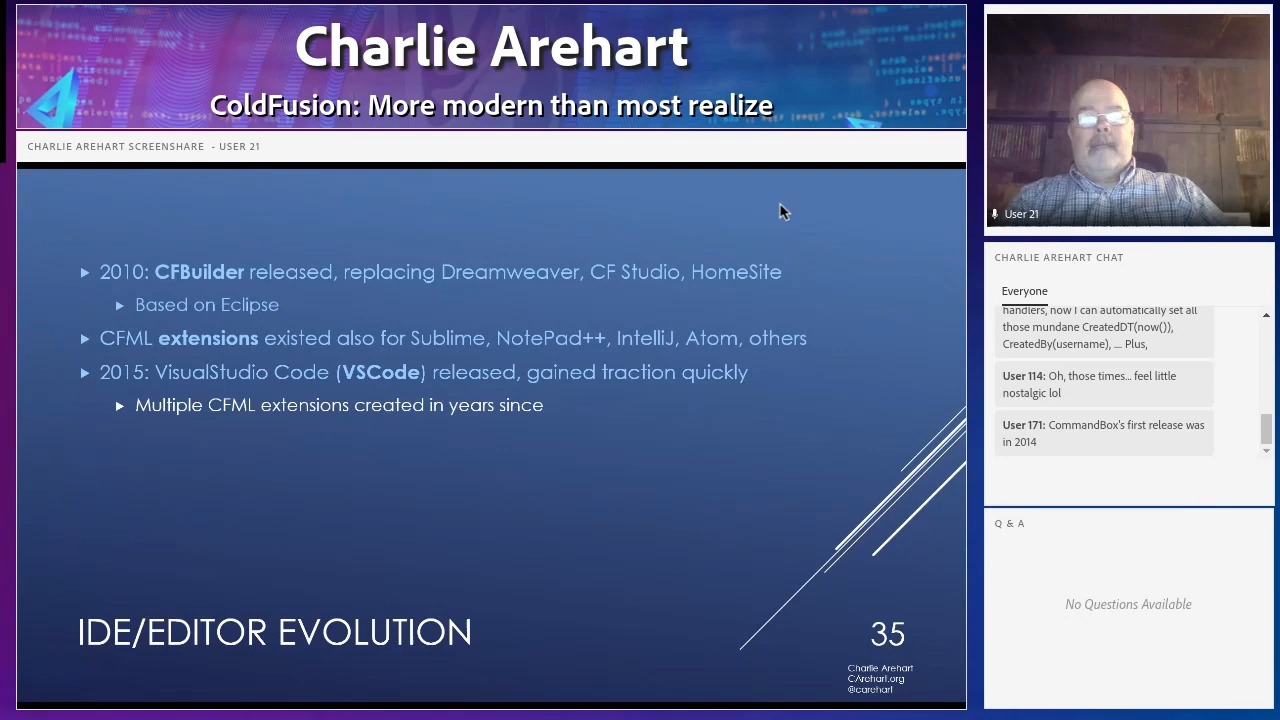 Charlie Arehart
ColdFusion: More modern than most realize
CHARLIE AREHART SCREENSHARE - USER 21
2010: CFBuilder released, replacing Dreamweaver, CF Studio, HomeSite
Based on Eclipse
CFML extensions existed also for Sublime, NotePad++, IntelliJ, Atom, others
2015: VisualStudio Code (VSCode) released, gained traction quickly
Multiple CFML extensions created in years since
IDE/EDITOR EVOLUTION
35
Charlie Arehart
CArehart.org
@carehart
User 21
CHARLIE AREHART CHAT
Everyone
handlers, now I can automatically set all
those mundane CreatedDT(now()),
CreatedBy(username), ... Plus,
User 114: Oh, those times... feel little
nostalgic lol
User 171: CommandBox's first release was
in 2014
Q & A
No Questions Available